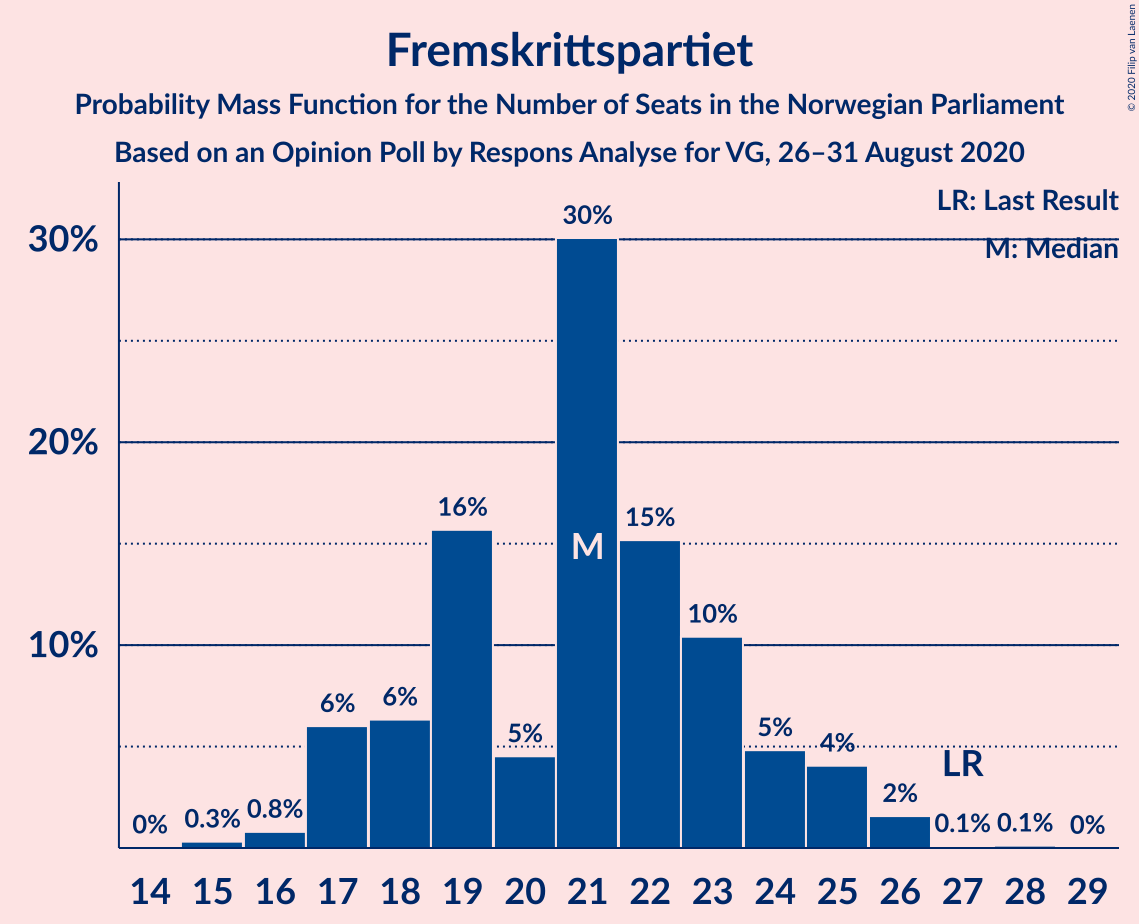 Fremskrittspartiet
Probability Mass Function for the Number of Seats in the Norwegian Parliament
Based on an Opinion Poll by Respons Analyse for VG, 26–31 August 2020
© 2020 Filip van Laenen
LR: Last Result
M: Median
30%
20%
10%
0%
0.3%
0.8%
6%
6%
16%
5%
30%
M
15%
10%
5%
4%
2%
LR
0.1%
0.1%
0%
14 15 16 17 18 19 20 21 22 23 24 25 26 27 28 29